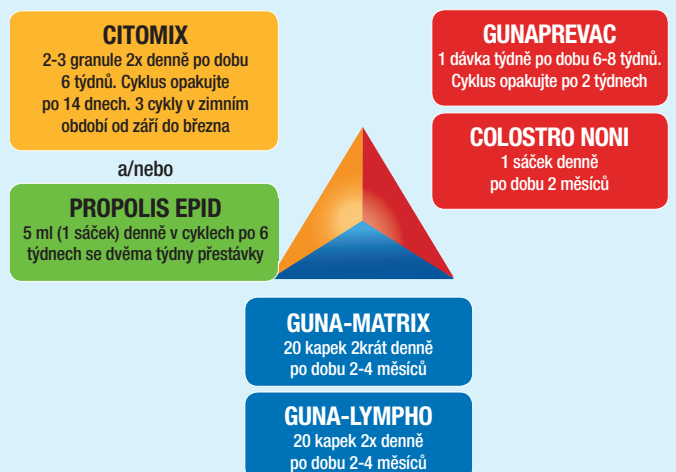 CITOMIX
2-3 granule 2x denně po dobu
6 týdnů. Cyklus opakujte
po 14 dnech. 3 cykly v zimním
období od září do března
a/nebo
PROPOLIS EPID
5 ml (1 sáček) denně v cyklech po 6
týdnech se dvěma týdny přestávky
GUNAPREVAC
1 dávka týdně po dobu 6-8 týdnů.
Cyklus opakujte po 2 týdnech
COLOSTRO NONI
1 sáček denně
po dobu 2 měsíců
GUNA-MATRIX
20 kapek 2krát denně
po dobu 2-4 měsíců
GUNA-LYMPHO
20 kapek 2x denně
po dobu 2-4 měsíců